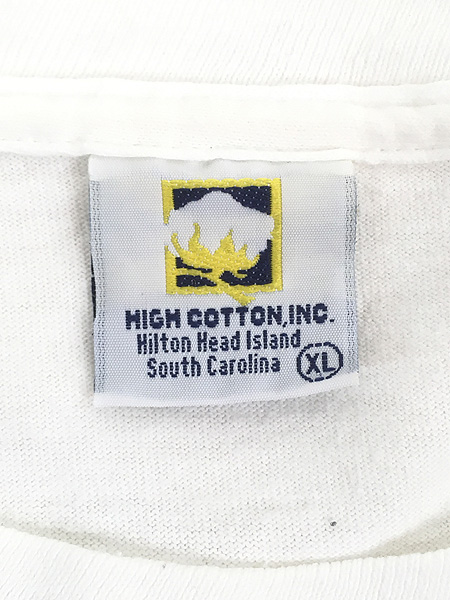 HIGH COTTON, INC.
Hilton Head Island
South Carolina XL